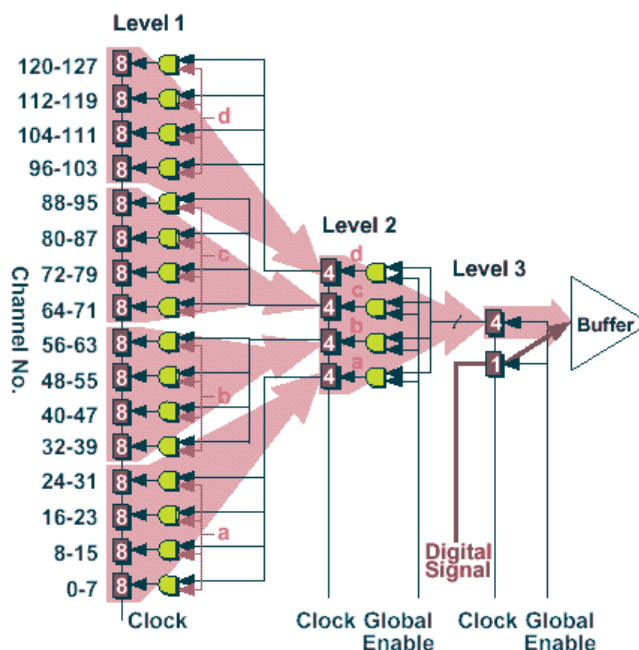 Level 1
120-127 8
112-119 8 d
104-111 8
96-103 8
88-95 8
Level 2
80-87 8 c
d
72-79 8 4
Level 3
c
64-71 8 4
b
56-63 8 4 4 Buffer
a
48-55 8 4 1
b
40-47 8
32-39 8
24-31 8
16-23 8
a
8-15 8
Digital
Signal
0-7 8
Channel No.
Clock Clock Global Clock Global
Enable Enable